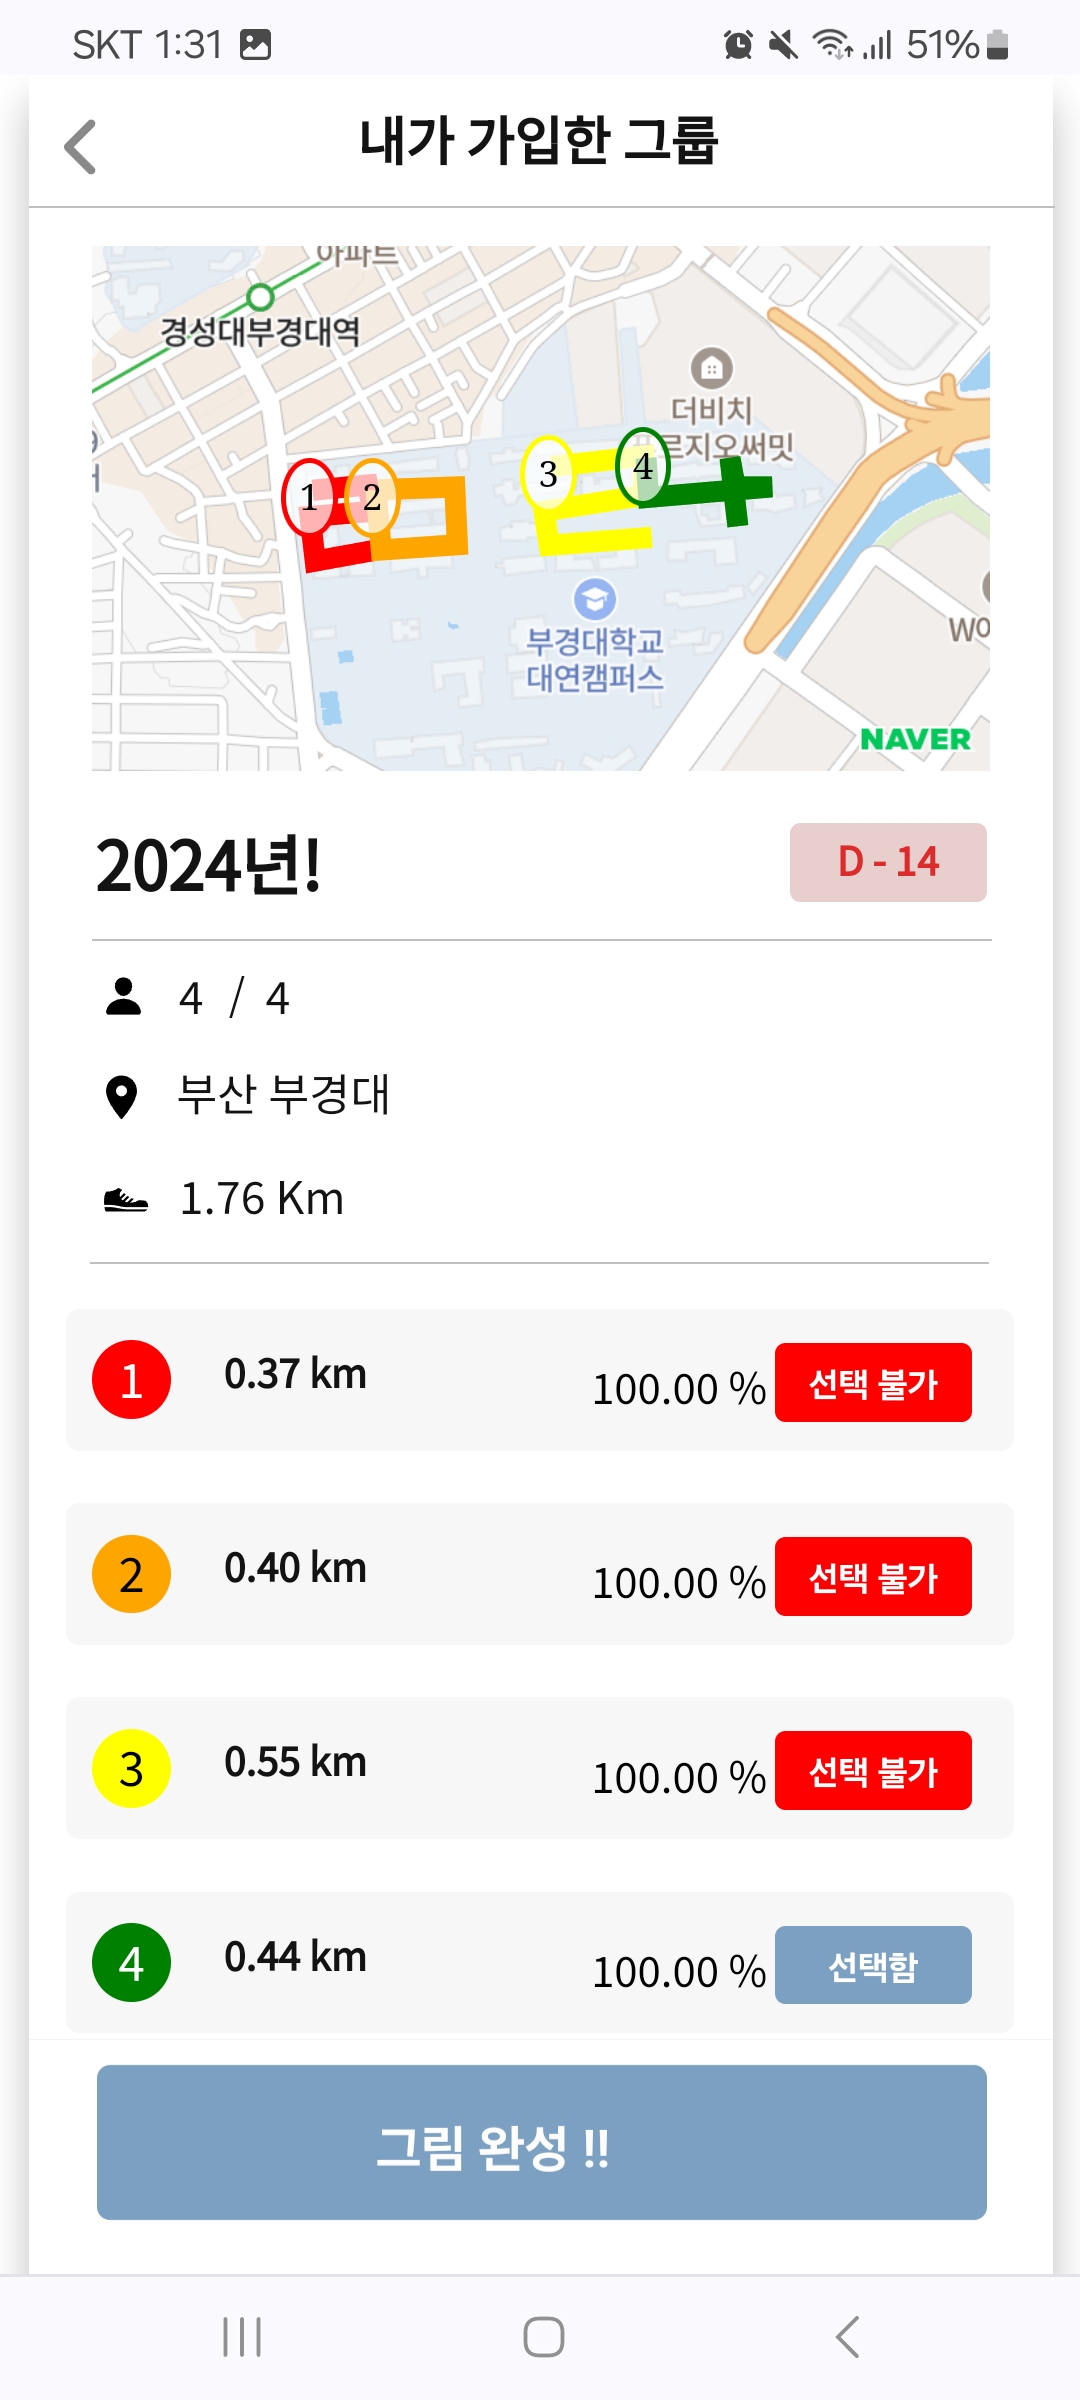 SKT 1:31
51%
내가 가입한 그룹
아파트
경성대부경대역
더비치
르지오써밋
1
2
3
4
부경대학교
대연캠퍼스
NAVER
2024년!
D - 14
4 / 4
부산 부경대
1.76 Km
1 0.37 km 100.00 % 선택 불가
2 0.40 km 100.00 % 선택 불가
3 0.55 km 100.00 % 선택 불가
4 0.44 km 100.00 % 선택함
그림 완성 !!